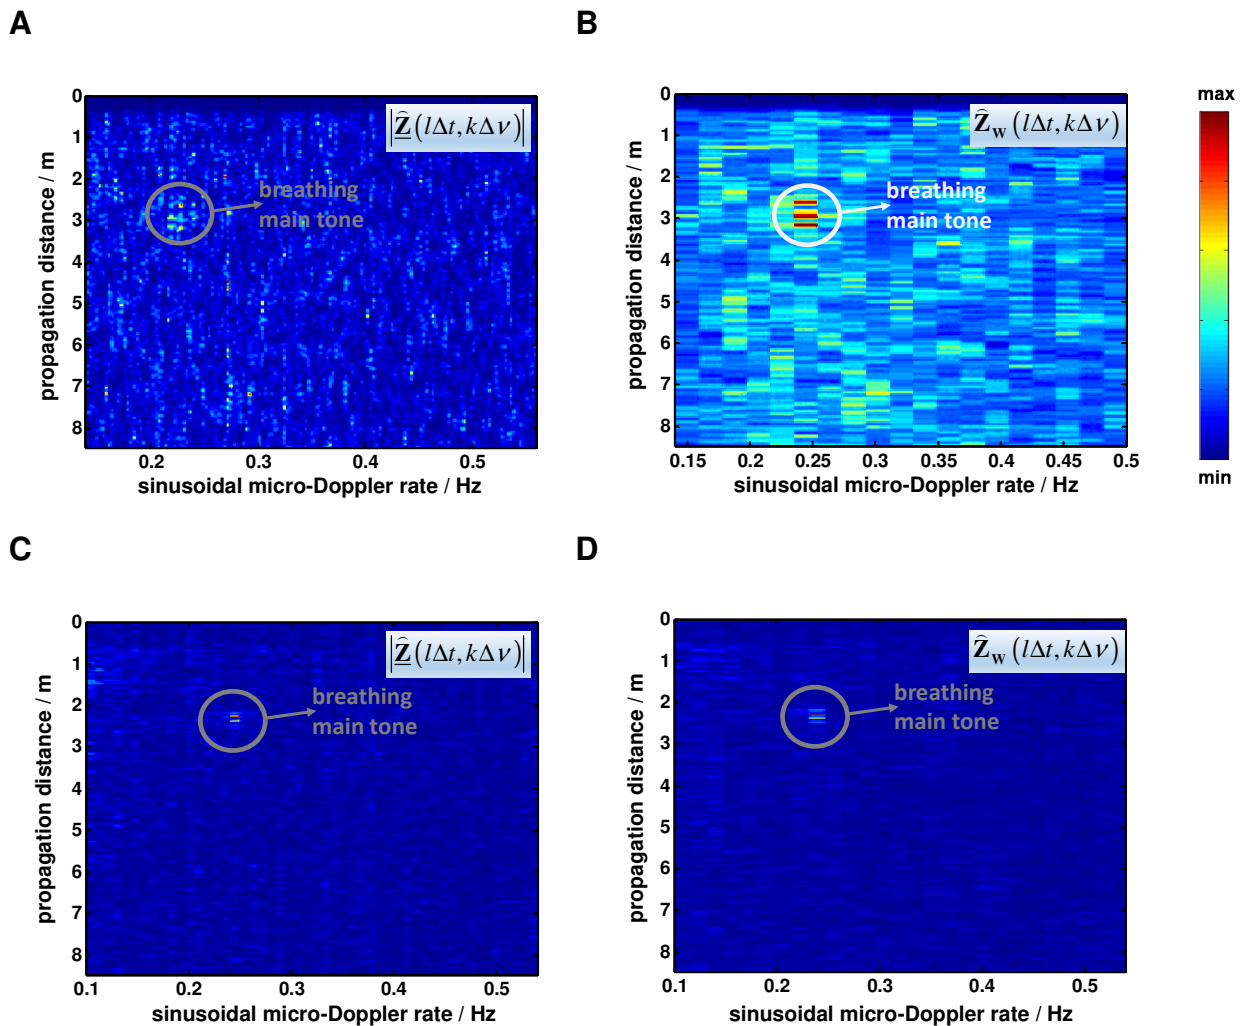 A
B
0
1
2
3
4
5
6
7
8
propagation distance / m
|Ẑ(lΔt, kΔν)|
breathing
main tone
0.2
0.3
0.4
0.5
sinusoidal micro-Doppler rate / Hz
0
1
2
3
4
5
6
7
8
propagation distance / m
Ẑw(lΔt, kΔν)
breathing
main tone
0.15
0.2
0.25
0.3
0.35
0.4
0.45
0.5
sinusoidal micro-Doppler rate / Hz
max
min
C
D
0
1
2
3
4
5
6
7
8
propagation distance / m
|Ẑ(lΔt, kΔν)|
breathing
main tone
0.1
0.2
0.3
0.4
0.5
sinusoidal micro-Doppler rate / Hz
0
1
2
3
4
5
6
7
8
propagation distance / m
Ẑw(lΔt, kΔν)
breathing
main tone
0.1
0.2
0.3
0.4
0.5
sinusoidal micro-Doppler rate / Hz